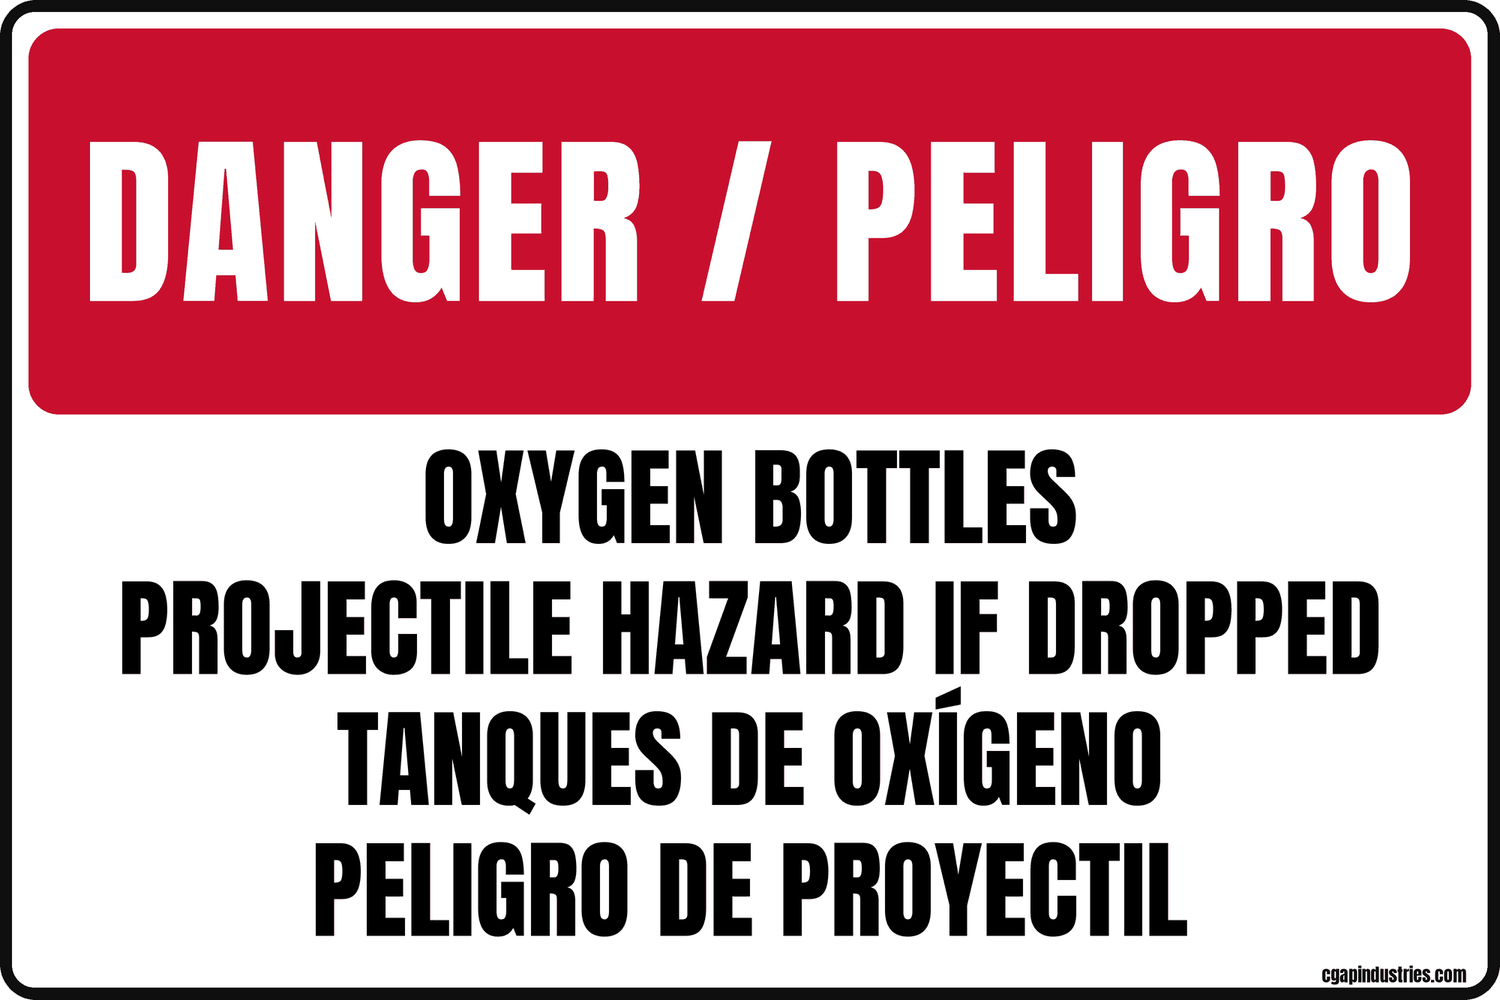 DANGER / PELIGRO
OXYGEN BOTTLES
PROJECTILE HAZARD IF DROPPED
TANQUES DE OXÍGENO
PELIGRO DE PROYECTIL
cgapindustries.com